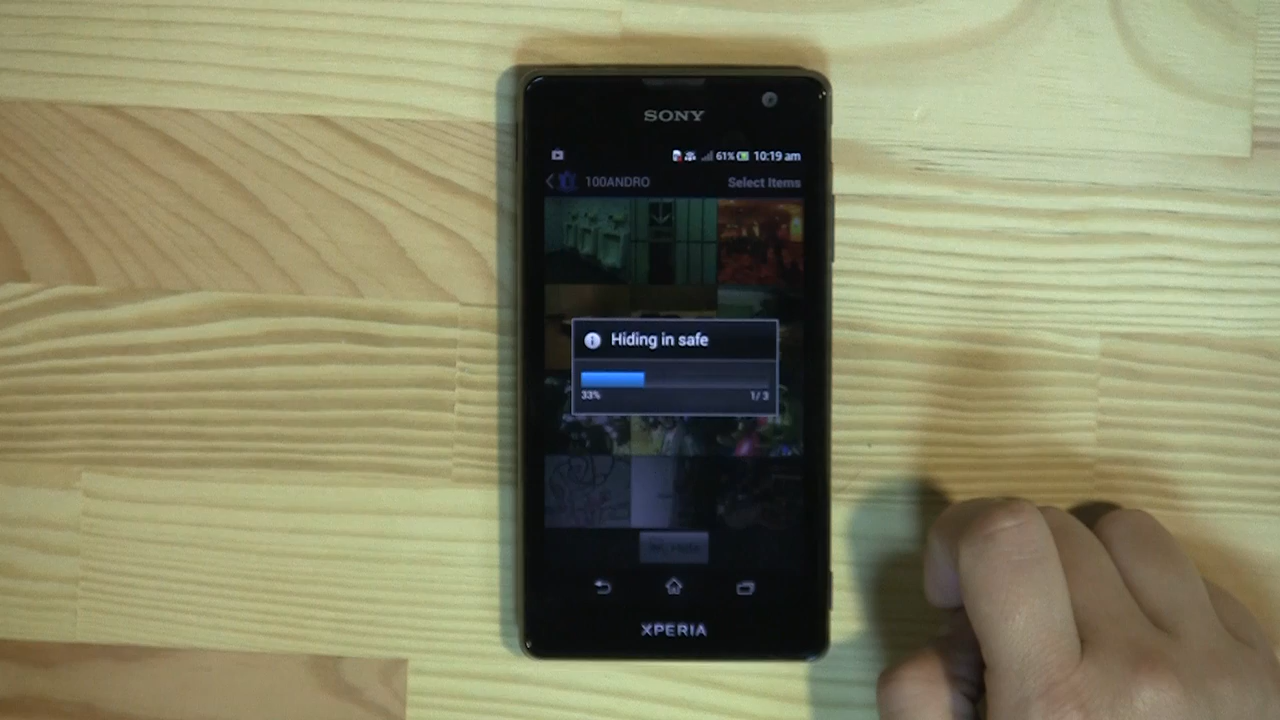 SONY
61% 10:19 am
100ANDRO Select Items
Hiding in safe
33% 1/3
XPERIA